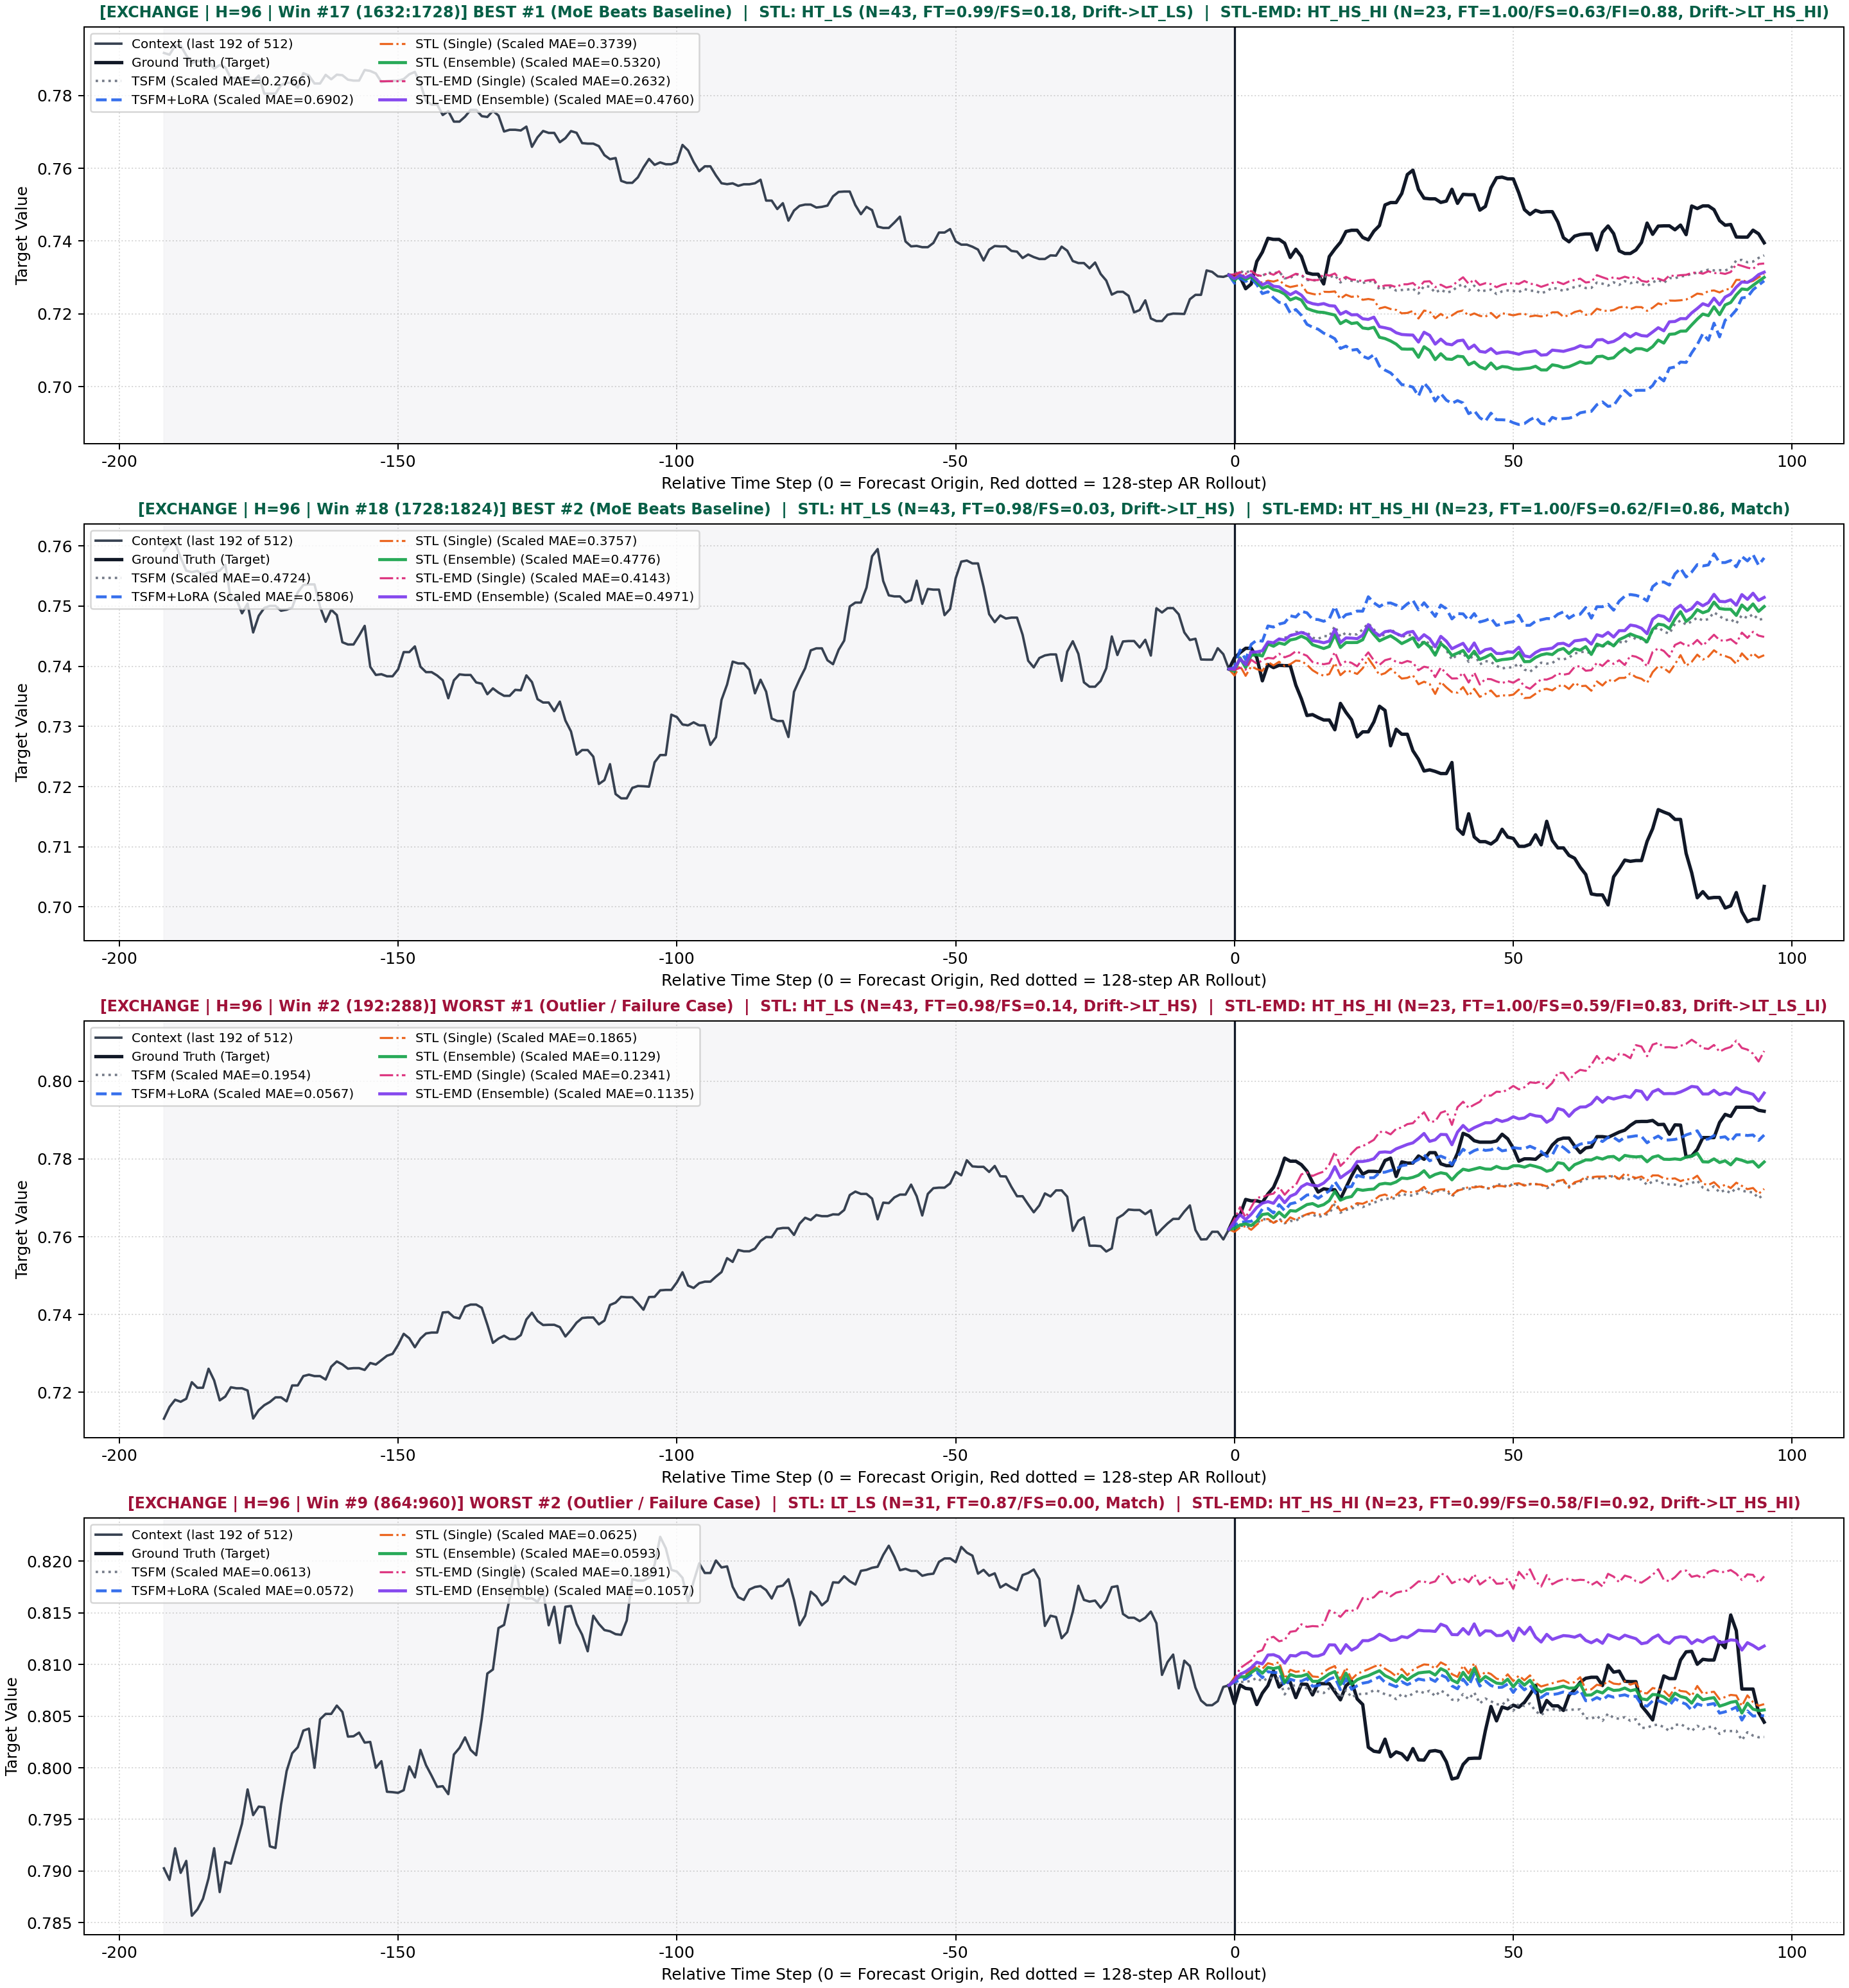 [EXCHANGE | H=96 | Win #17 (1632:1728)] BEST #1 (MoE Beats Baseline) | STL: HT_LS (N=43, FT=0.99/FS=0.18, Drift->LT_LS) | STL-EMD: HT_HS_HI (N=23, FT=1.00/FS=0.63/FI=0.88, Drift->LT_HS_HI)
Context (last 192 of 512)
Ground Truth (Target)
TSFM (Scaled MAE=0.2766)
TSFM+LoRA (Scaled MAE=0.6902)
STL (Single) (Scaled MAE=0.3739)
STL (Ensemble) (Scaled MAE=0.5320)
STL-EMD (Single) (Scaled MAE=0.2632)
STL-EMD (Ensemble) (Scaled MAE=0.4760)
Target Value
0.78
0.76
0.74
0.72
0.70
-200 -150 -100 -50 0 50 100
Relative Time Step (0 = Forecast Origin, Red dotted = 128-step AR Rollout)
[EXCHANGE | H=96 | Win #18 (1728:1824)] BEST #2 (MoE Beats Baseline) | STL: HT_LS (N=43, FT=0.98/FS=0.03, Drift->LT_HS) | STL-EMD: HT_HS_HI (N=23, FT=1.00/FS=0.62/FI=0.86, Match)
Context (last 192 of 512)
Ground Truth (Target)
TSFM (Scaled MAE=0.4724)
TSFM+LoRA (Scaled MAE=0.5806)
STL (Single) (Scaled MAE=0.3757)
STL (Ensemble) (Scaled MAE=0.4776)
STL-EMD (Single) (Scaled MAE=0.4143)
STL-EMD (Ensemble) (Scaled MAE=0.4971)
Target Value
0.76
0.75
0.74
0.73
0.72
0.71
0.70
-200 -150 -100 -50 0 50 100
Relative Time Step (0 = Forecast Origin, Red dotted = 128-step AR Rollout)
[EXCHANGE | H=96 | Win #2 (192:288)] WORST #1 (Outlier / Failure Case) | STL: HT_LS (N=43, FT=0.98/FS=0.14, Drift->LT_HS) | STL-EMD: HT_HS_HI (N=23, FT=1.00/FS=0.59/FI=0.83, Drift->LT_LS_LI)
Context (last 192 of 512)
Ground Truth (Target)
TSFM (Scaled MAE=0.1954)
TSFM+LoRA (Scaled MAE=0.0567)
STL (Single) (Scaled MAE=0.1865)
STL (Ensemble) (Scaled MAE=0.1129)
STL-EMD (Single) (Scaled MAE=0.2341)
STL-EMD (Ensemble) (Scaled MAE=0.1135)
Target Value
0.80
0.78
0.76
0.74
0.72
-200 -150 -100 -50 0 50 100
Relative Time Step (0 = Forecast Origin, Red dotted = 128-step AR Rollout)
[EXCHANGE | H=96 | Win #9 (864:960)] WORST #2 (Outlier / Failure Case) | STL: LT_LS (N=31, FT=0.87/FS=0.00, Match) | STL-EMD: HT_HS_HI (N=23, FT=0.99/FS=0.58/FI=0.92, Drift->LT_HS_HI)
Context (last 192 of 512)
Ground Truth (Target)
TSFM (Scaled MAE=0.0613)
TSFM+LoRA (Scaled MAE=0.0572)
STL (Single) (Scaled MAE=0.0625)
STL (Ensemble) (Scaled MAE=0.0593)
STL-EMD (Single) (Scaled MAE=0.1891)
STL-EMD (Ensemble) (Scaled MAE=0.1057)
Target Value
0.820
0.815
0.810
0.805
0.800
0.795
0.790
0.785
-200 -150 -100 -50 0 50 100
Relative Time Step (0 = Forecast Origin, Red dotted = 128-step AR Rollout)